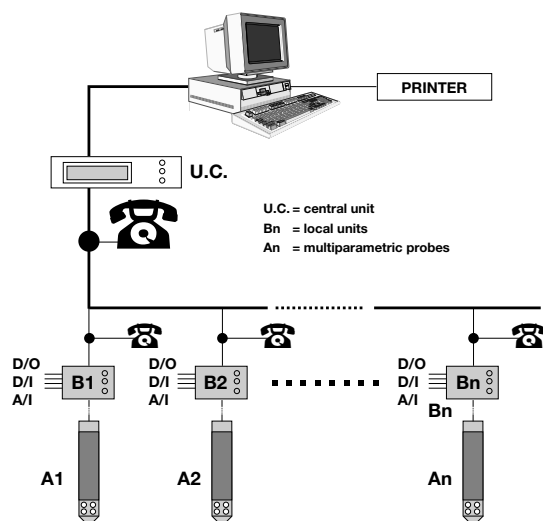 PRINTER
U.C.
U.C. = central unit
Bn = local units
An = multiparametric probes
D/O
D/I
A/I
B1
D/O
D/I
A/I
B2
D/O
D/I
A/I
Bn
Bn
A1
A2
An